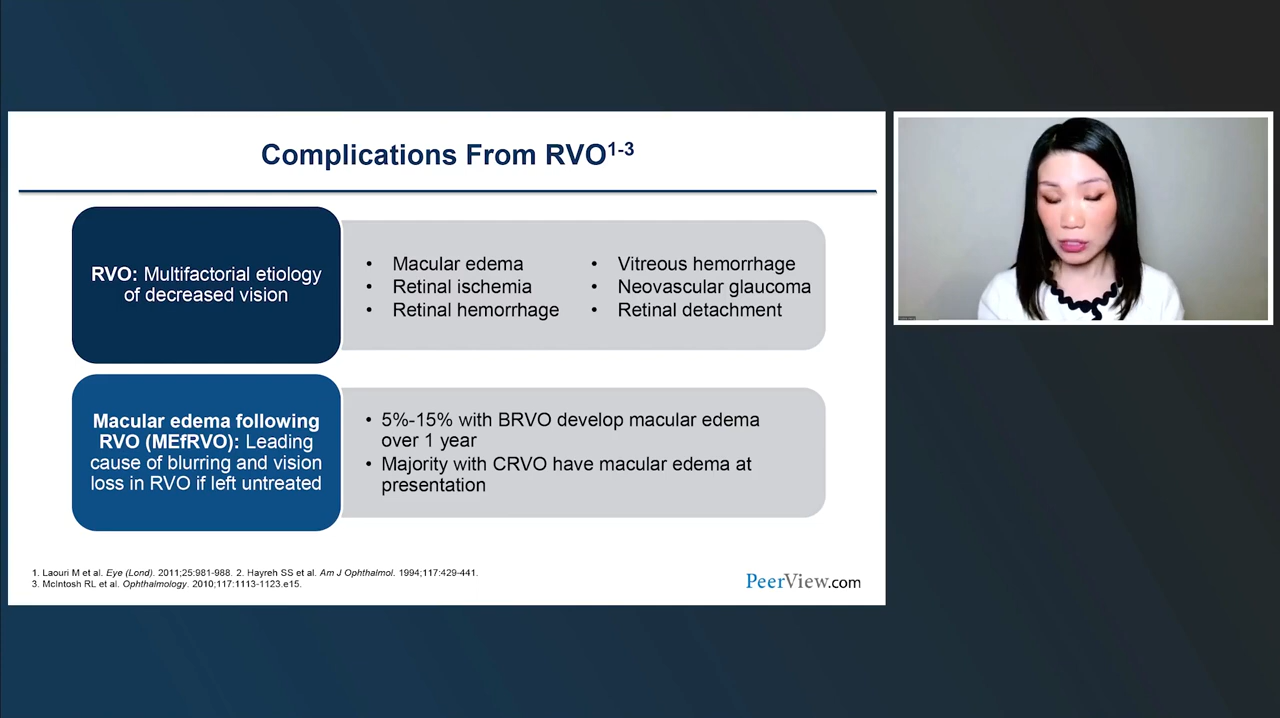 Complications From RVO1-3
RVO: Multifactorial etiology
of decreased vision
• Macular edema
• Retinal ischemia
• Retinal hemorrhage
• Vitreous hemorrhage
• Neovascular glaucoma
• Retinal detachment
Macular edema following
RVO (MEfRVO): Leading
cause of blurring and vision
loss in RVO if left untreated
• 5%-15% with BRVO develop macular edema
over 1 year
• Majority with CRVO have macular edema at
presentation
1. Laouri M et al. Eye (Lond). 2011;25:981-988. 2. Hayreh SS et al. Am J Ophthalmol. 1994;117:429-441.
3. McIntosh RL et al. Ophthalmology. 2010;117:1113-1123.e15.
PeerView.com